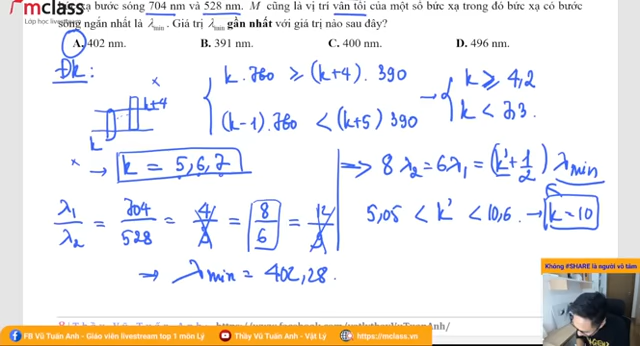 mclass
xạ bước sóng 704 nm và 528 nm. M cũng là vị trí vân tối của một số bức xạ trong đó bức xạ có bước
sóng ngắn nhất là λmin. Giá trị λmin gần nhất với giá trị nào sau đây?
A. 402 nm. B. 391 nm. C. 400 nm. D. 496 nm.
Đk:
k.760 ≥ (k+4).390
(k-1).760 < (k+5)390
→ { k ≥ 4,2
k < 7,3.
k+4
k
→ k = 5,6,7
⇒ 8λ2 = 6λ1 = (k'+1/2) λmin
λ1/λ2 = 704/528 = 4/3 = 8/6 = 12/9
5,05 < k' < 10,6. → k=10
→ λmin = 402,28.
Không #SHARE là người vô tâm
FB Vũ Tuấn Anh - Giáo viên livestream top 1 môn Lý
Thầy Vũ Tuấn Anh - Vật Lý
https://mclass.vn